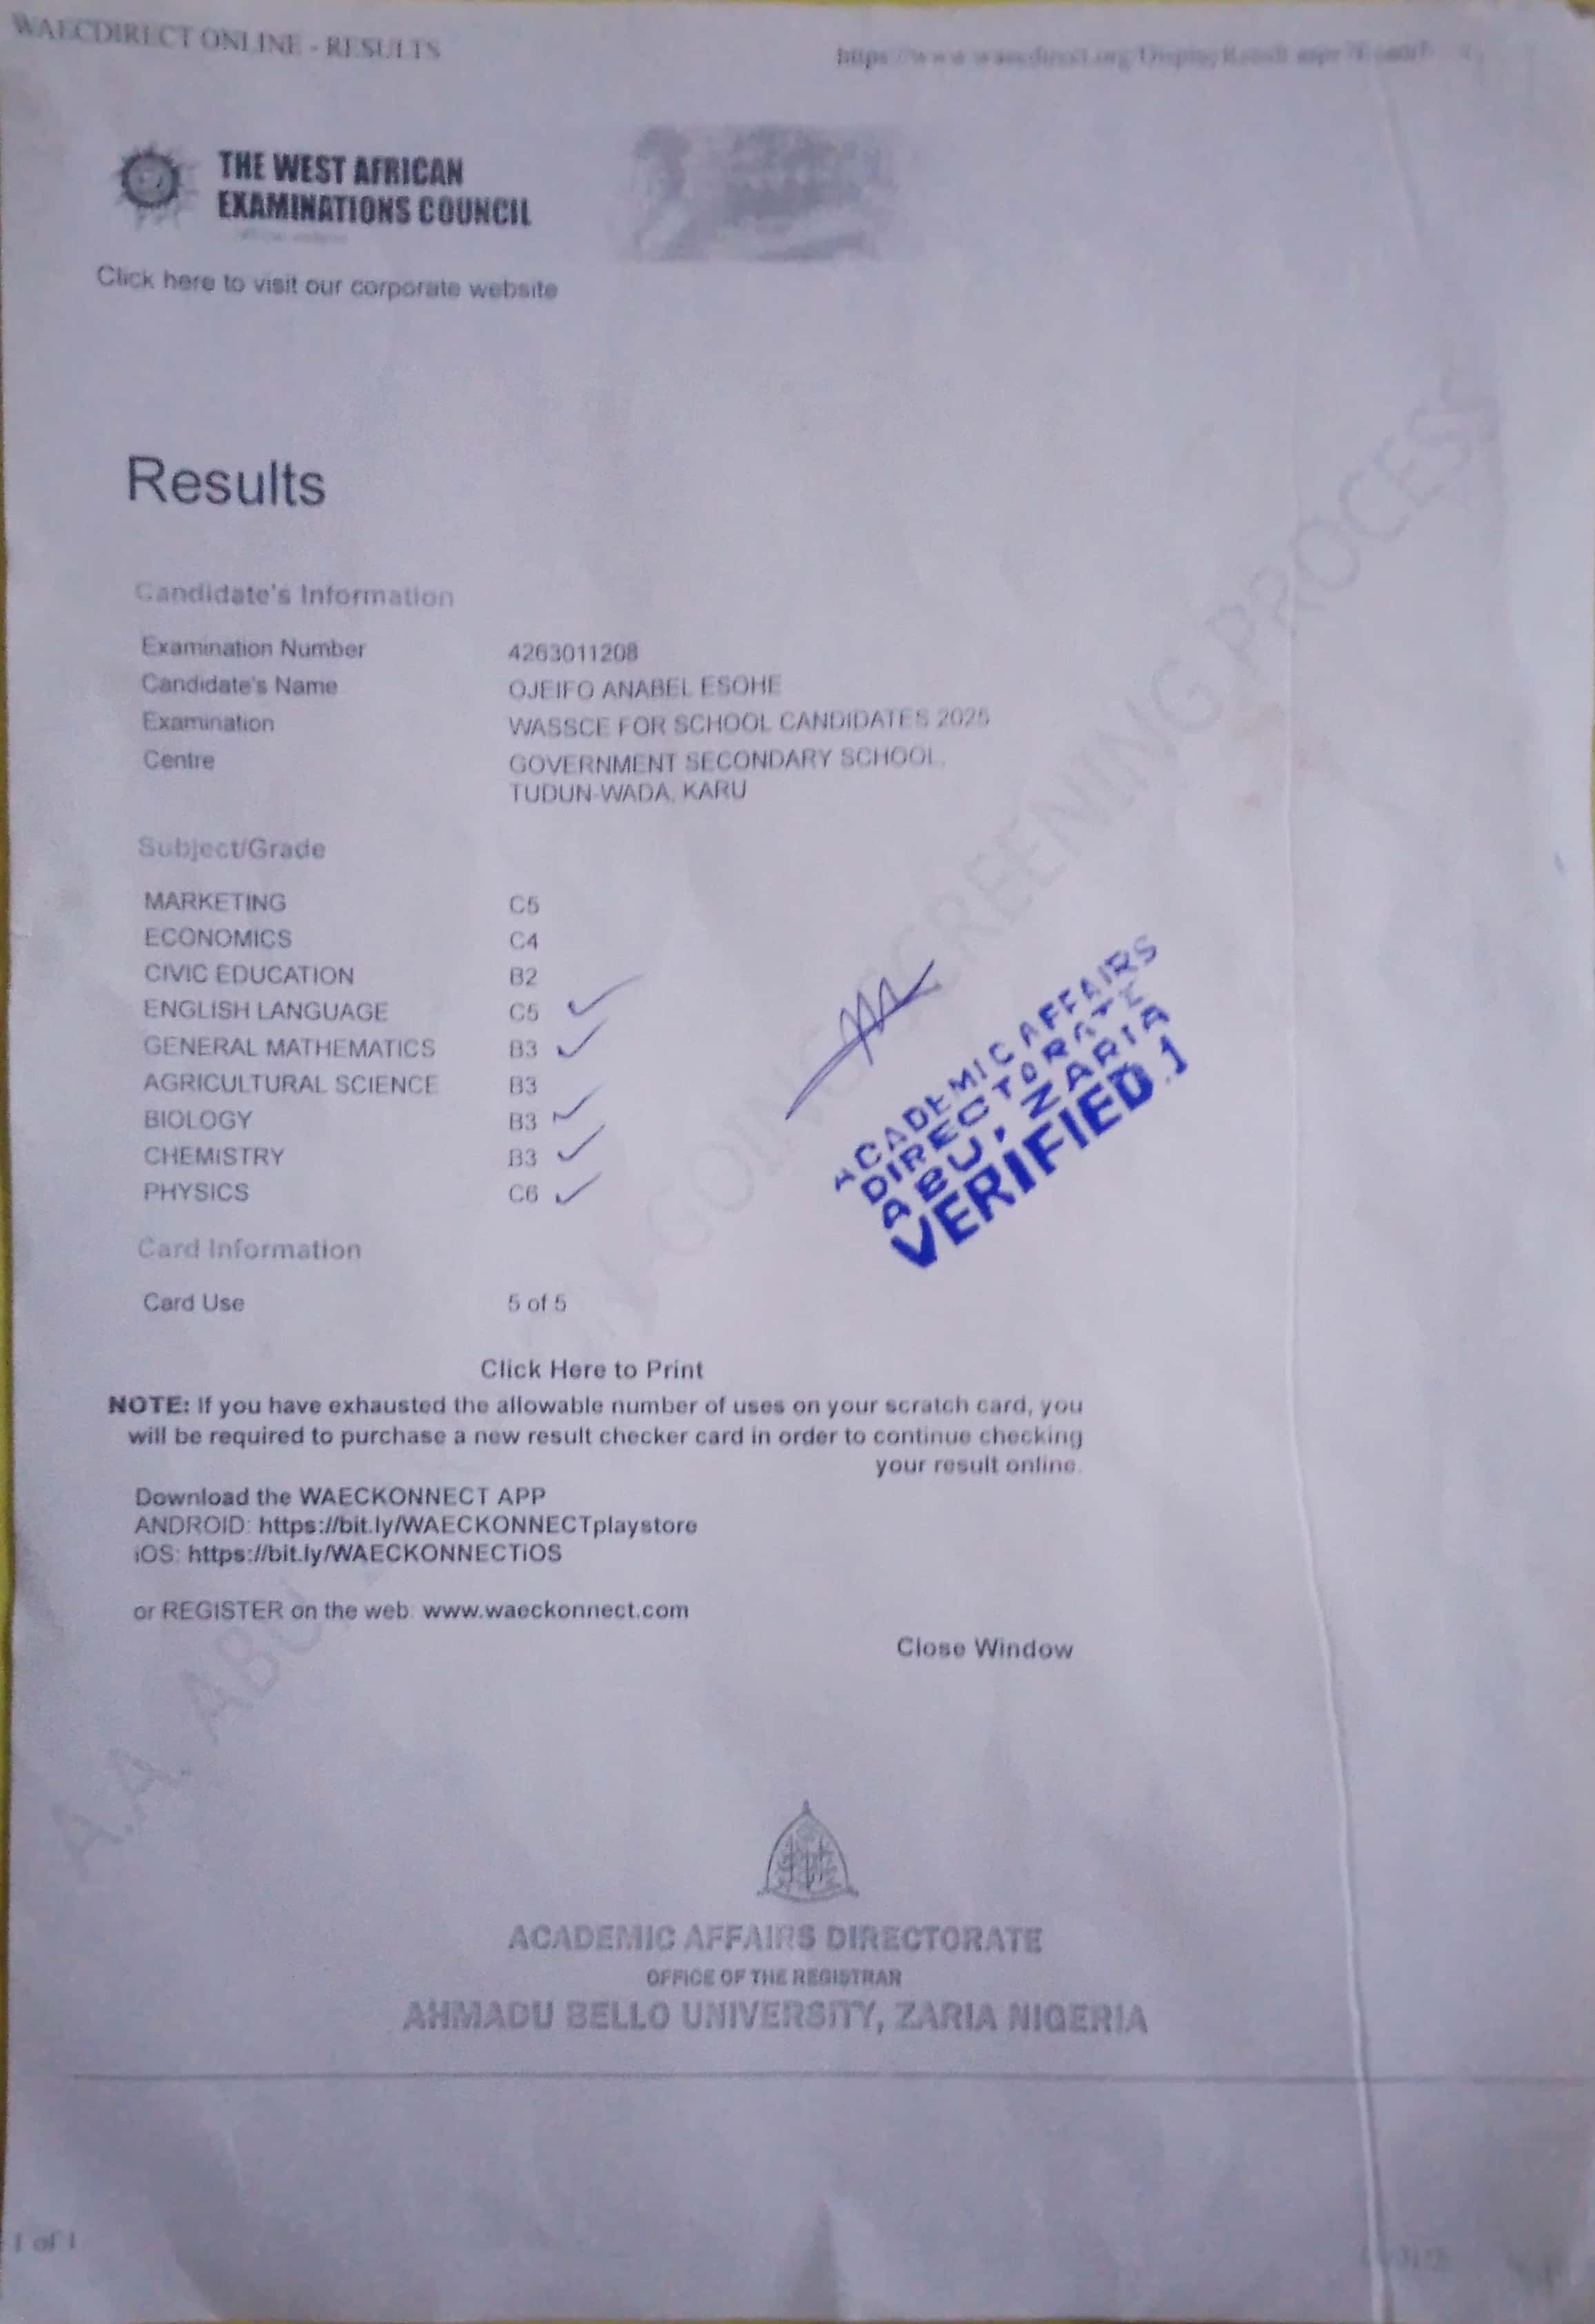 WAECDIRECT ONLINE - RESULTS
THE WEST AFRICAN
EXAMINATIONS COUNCIL
Click here to visit our corporate website
Results
Candidate's Information
Examination Number 4263011208
Candidate's Name OJEIFO ANABEL ESOHE
Examination WASSCE FOR SCHOOL CANDIDATES 2025
Centre GOVERNMENT SECONDARY SCHOOL,
TUDUN-WADA, KARU
Subject/Grade
MARKETING C5
ECONOMICS C4
CIVIC EDUCATION B2
ENGLISH LANGUAGE C5
GENERAL MATHEMATICS B3
AGRICULTURAL SCIENCE B3
BIOLOGY B3
CHEMISTRY B3
PHYSICS C6
ACADEMIC AFFAIRS
DIRECTORATE
ABU, ZARIA
VERIFIED.1
Card Information
Card Use 5 of 5
Click Here to Print
NOTE: If you have exhausted the allowable number of uses on your scratch card, you
will be required to purchase a new result checker card in order to continue checking
your result online.
Download the WAECKONNECT APP
ANDROID: https://bit.ly/WAECKONNECTplaystore
iOS: https://bit.ly/WAECKONNECTiOS
or REGISTER on the web: www.waeckonnect.com
Close Window
SCREENING PROCESS
ACADEMIC AFFAIRS DIRECTORATE
OFFICE OF THE REGISTRAR
AHMADU BELLO UNIVERSITY, ZARIA NIGERIA
1 of 1